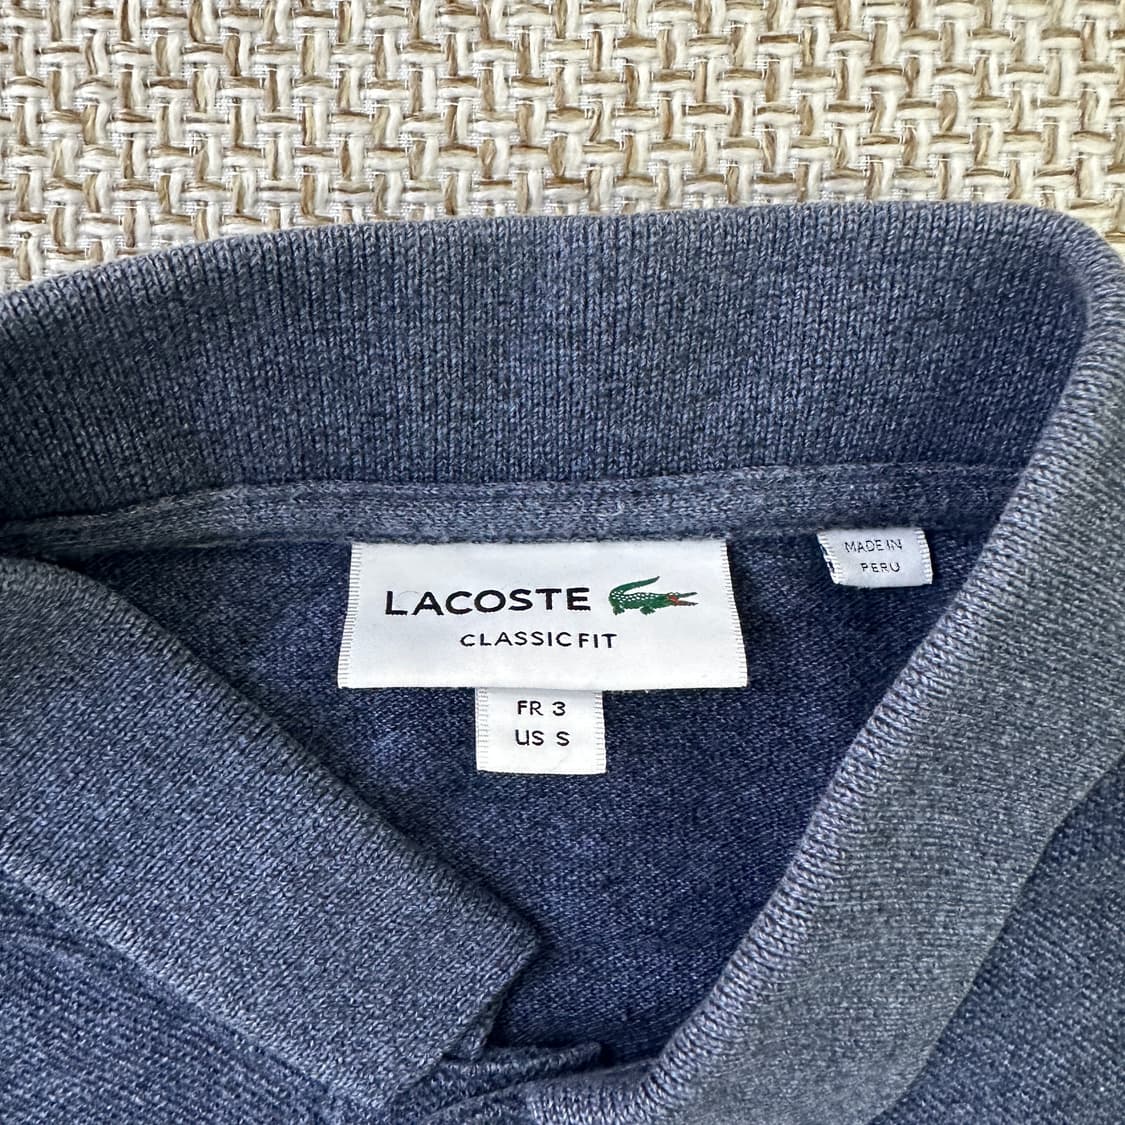 LACOSTE
CLASSIC FIT
FR 3
US S
MADE IN
PERU